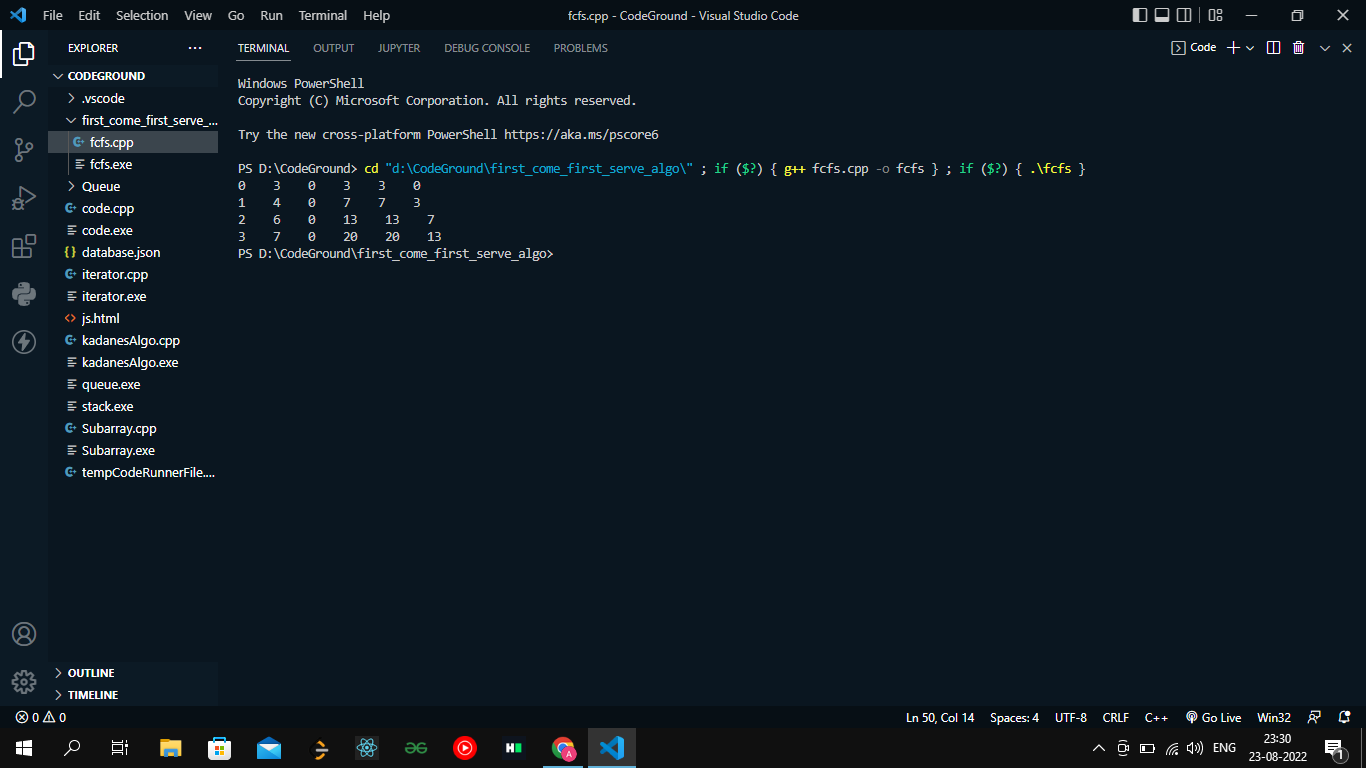 File Edit Selection View Go Run Terminal Help fcfs.cpp - CodeGround - Visual Studio Code
EXPLORER
CODEGROUND
.vscode
first_come_first_serve_...
fcfs.cpp
fcfs.exe
Queue
code.cpp
code.exe
database.json
iterator.cpp
iterator.exe
js.html
kadanesAlgo.cpp
kadanesAlgo.exe
queue.exe
stack.exe
Subarray.cpp
Subarray.exe
tempCodeRunnerFile....
OUTLINE
TIMELINE
TERMINAL OUTPUT JUPYTER DEBUG CONSOLE PROBLEMS Code
Windows PowerShell
Copyright (C) Microsoft Corporation. All rights reserved.
Try the new cross-platform PowerShell https://aka.ms/pscore6
PS D:\CodeGround> cd "d:\CodeGround\first_come_first_serve_algo\" ; if ($?) { g++ fcfs.cpp -o fcfs } ; if ($?) { .\fcfs }
0 3 0 3 3 0
1 4 0 7 7 3
2 6 0 13 13 7
3 7 0 20 20 13
PS D:\CodeGround\first_come_first_serve_algo>
0 0 Ln 50, Col 14 Spaces: 4 UTF-8 CRLF C++ Go Live Win32
ENG 23:30
23-08-2022
1